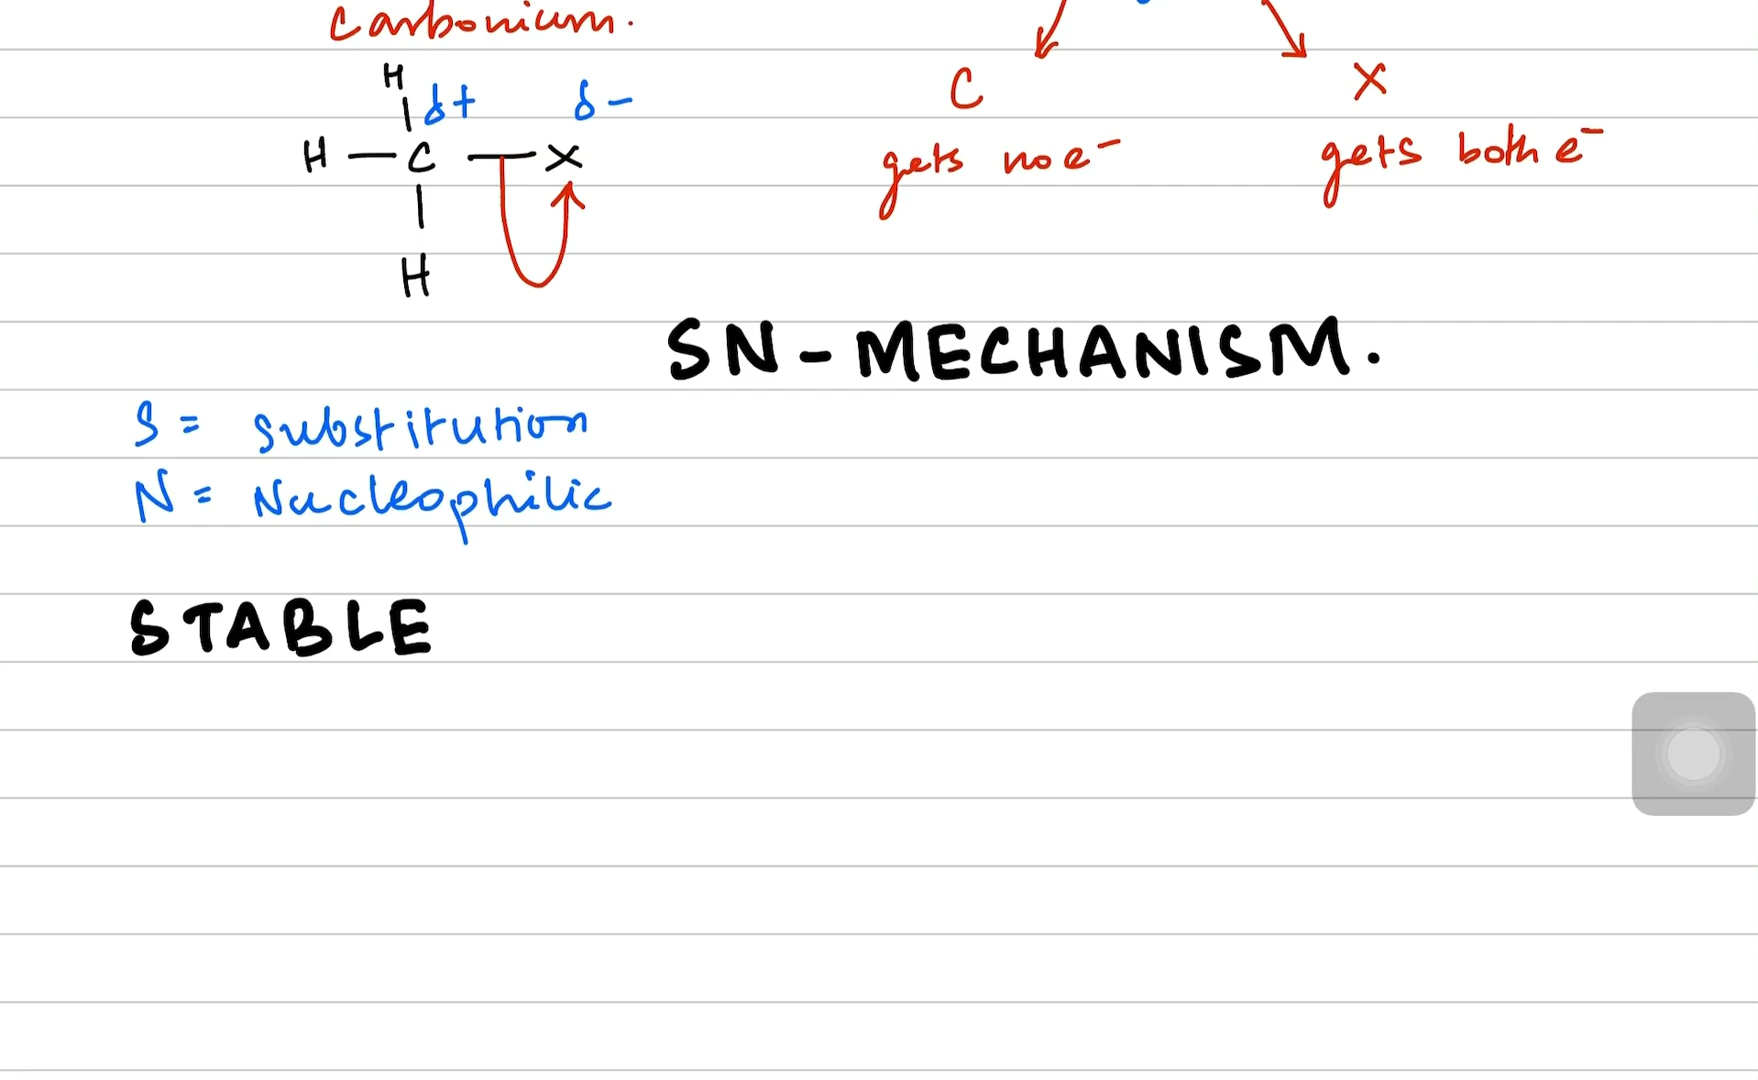 Carbonium.
C X
gets no e⁻ gets both e⁻
H
δ+ δ-
H — C — X
H
SN-MECHANISM.
S = substitution
N = Nucleophilic
STABLE